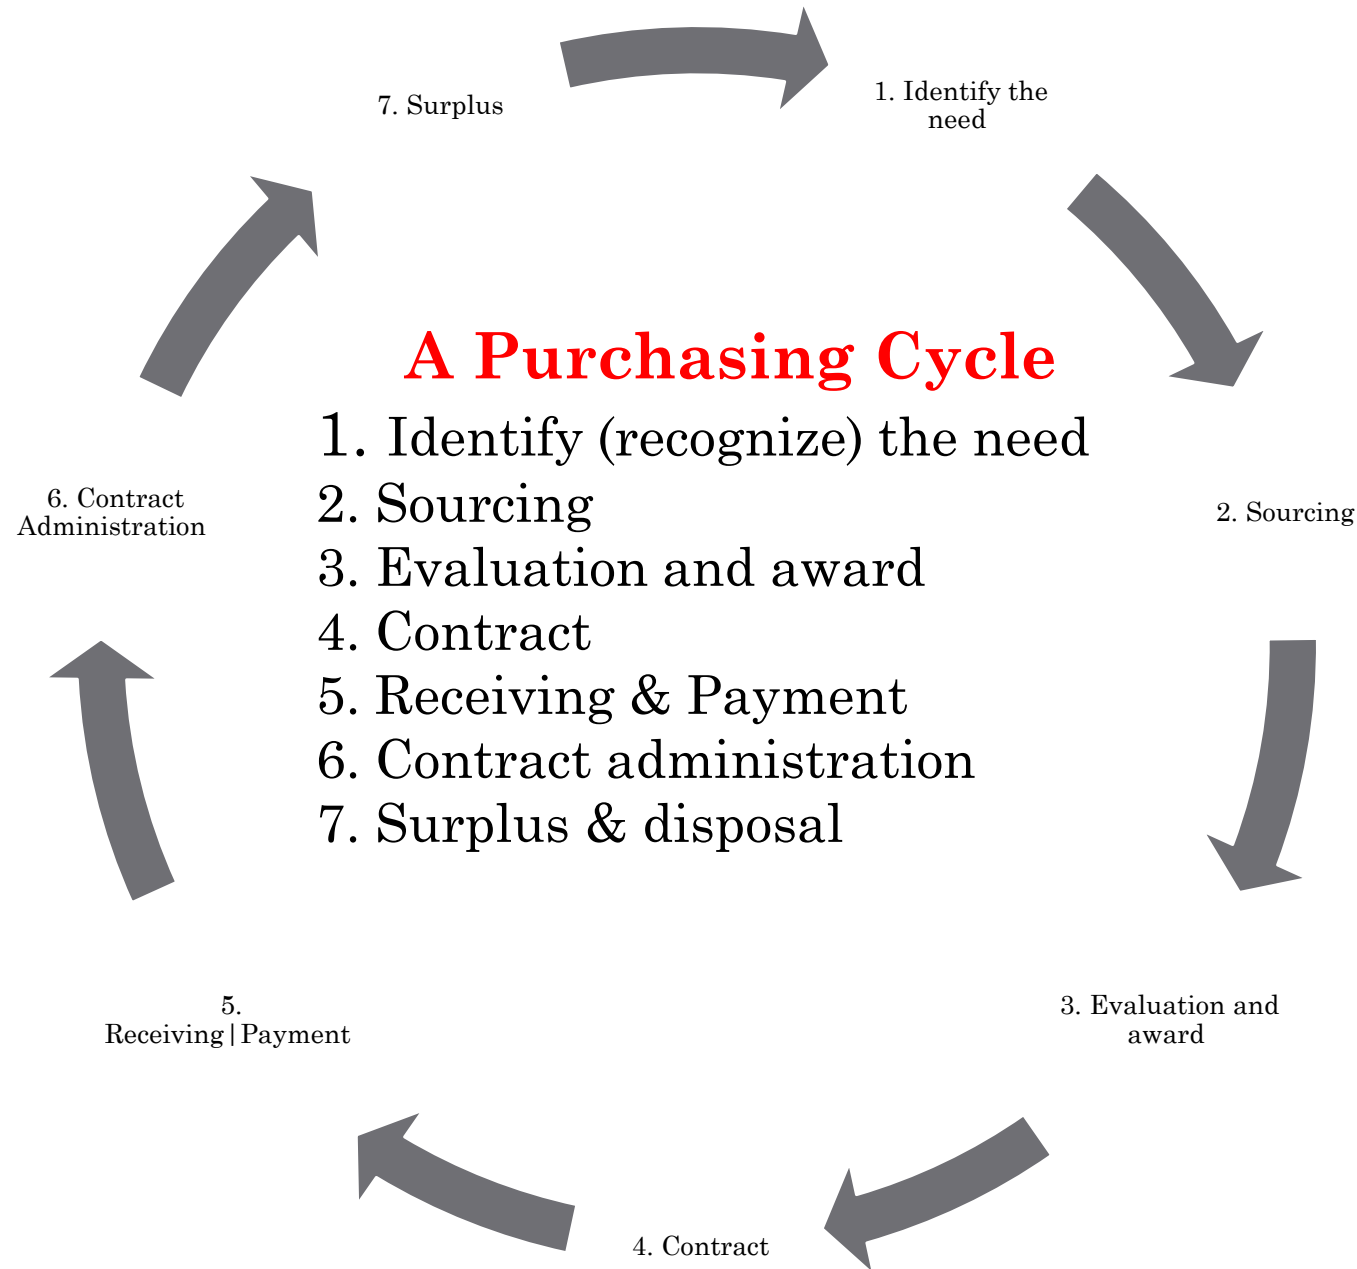 7. Surplus
1. Identify the
need
A Purchasing Cycle
1. Identify (recognize) the need
2. Sourcing
3. Evaluation and award
4. Contract
5. Receiving & Payment
6. Contract administration
7. Surplus & disposal
6. Contract
Administration
2. Sourcing
5.
Receiving|Payment
3. Evaluation and
award
4. Contract